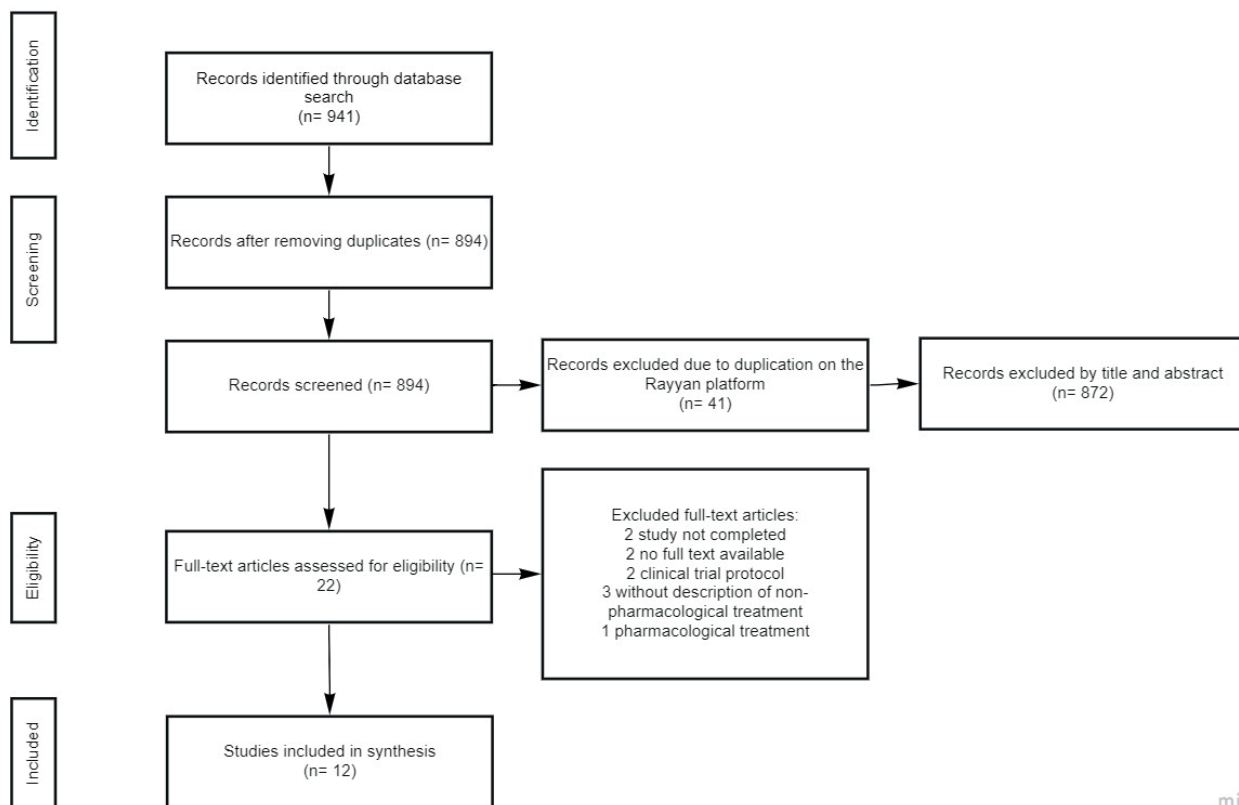 Identification
Records identified through database
search
(n= 941)
Screening
Records after removing duplicates (n= 894)
Records screened (n= 894)
Records excluded due to duplication on the
Rayyan platform
(n= 41)
Records excluded by title and abstract
(n= 872)
Eligibility
Full-text articles assessed for eligibility (n=
22)
Excluded full-text articles:
2 study not completed
2 no full text available
2 clinical trial protocol
3 without description of non-
pharmacological treatment
1 pharmacological treatment
Included
Studies included in synthesis
(n= 12)